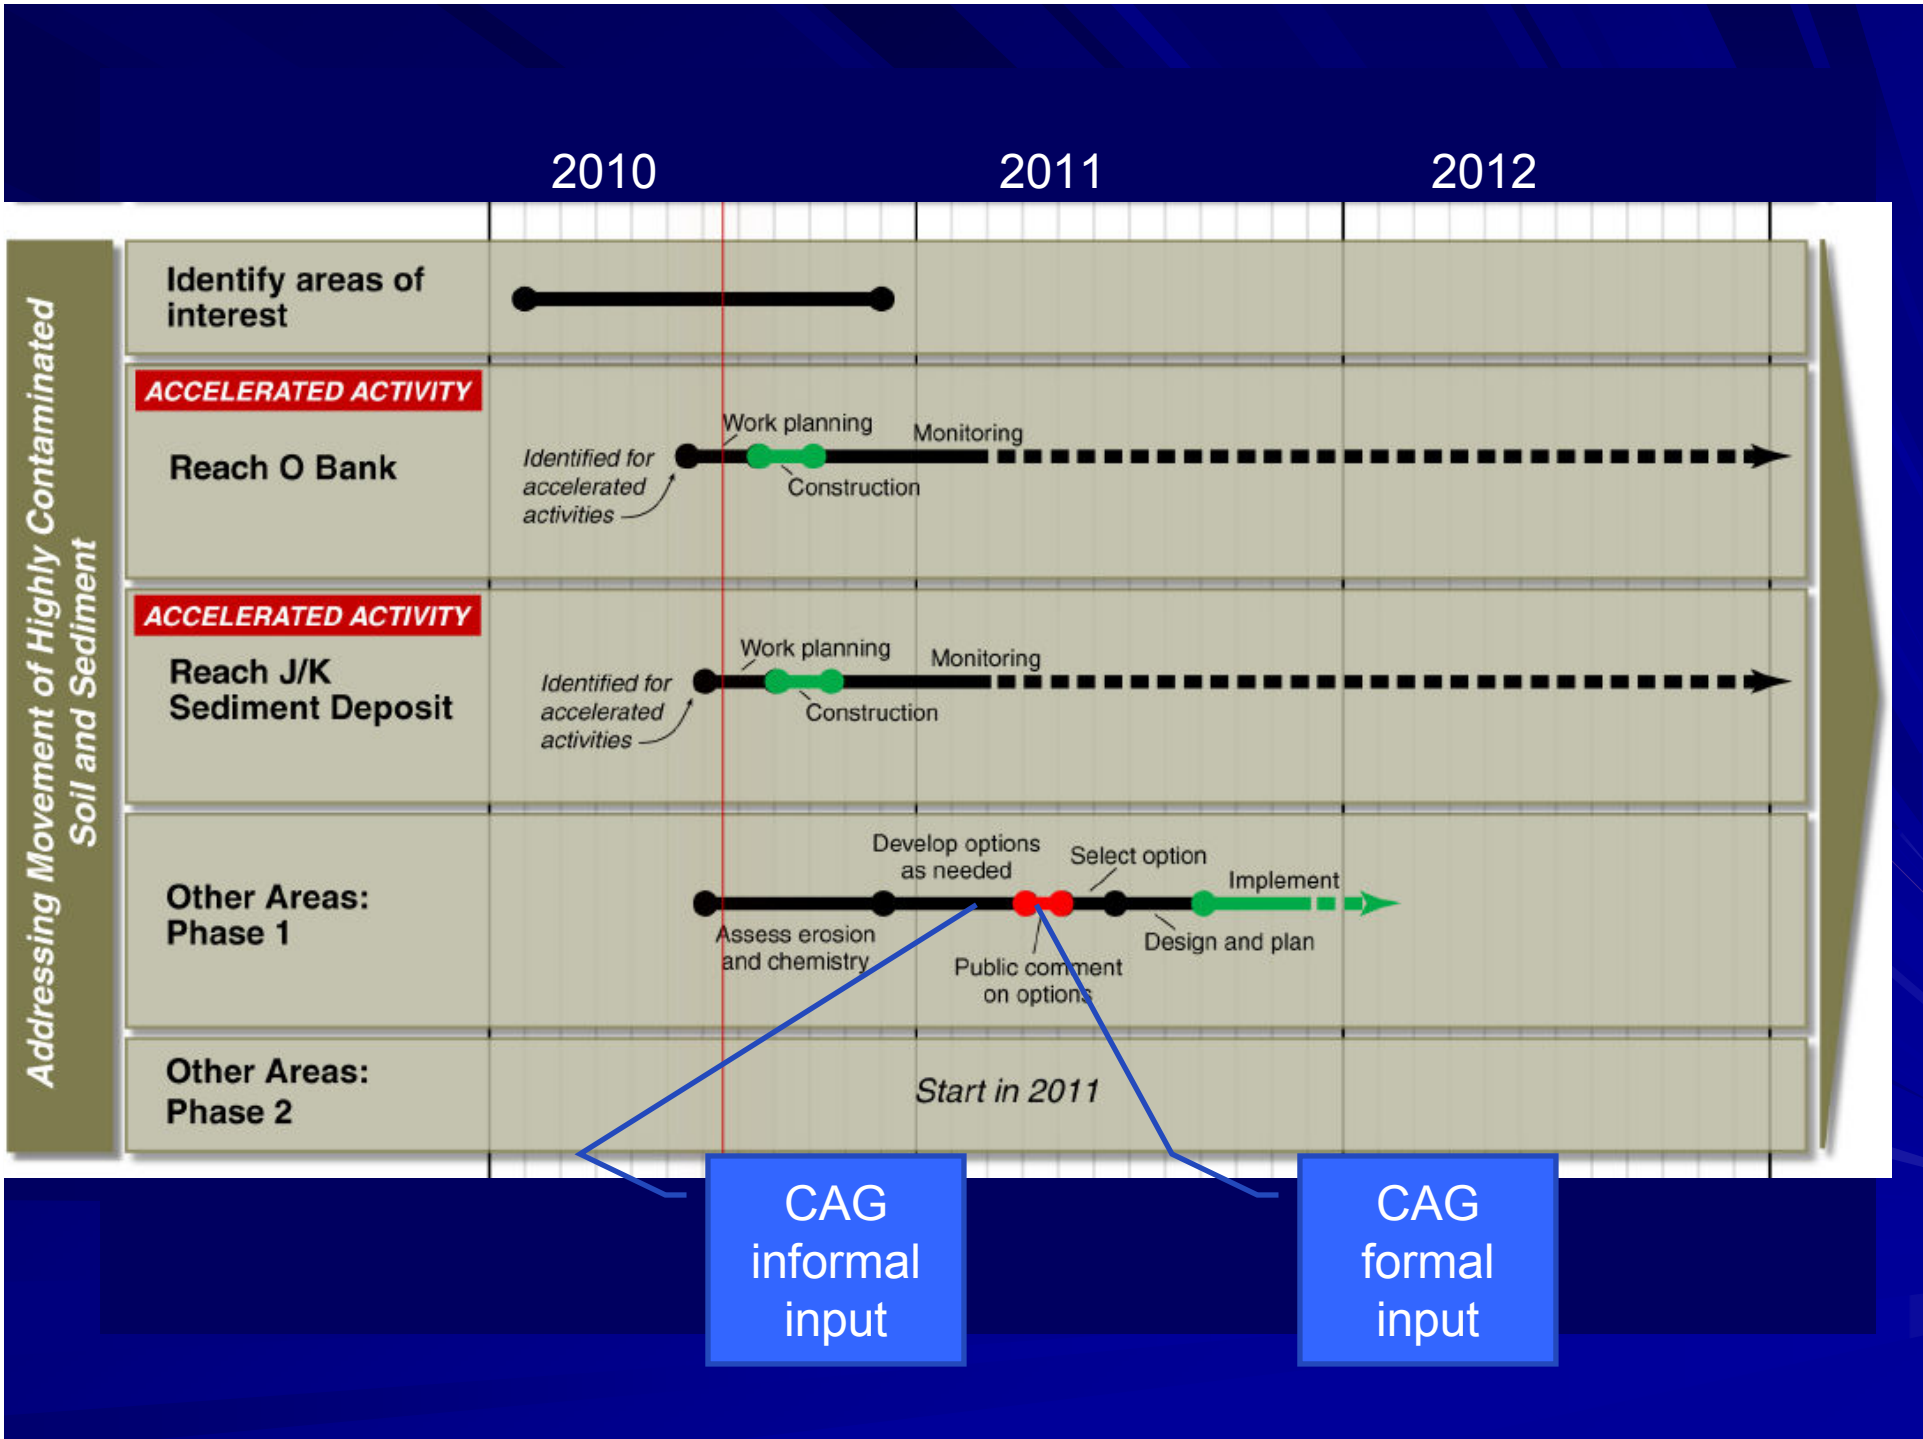 2010
2011
2012
Addressing Movement of Highly Contaminated
Soil and Sediment
Identify areas of
interest
ACCELERATED ACTIVITY
Reach O Bank
Identified for
accelerated
activities
Work planning
Construction
Monitoring
ACCELERATED ACTIVITY
Reach J/K
Sediment Deposit
Identified for
accelerated
activities
Work planning
Construction
Monitoring
Other Areas:
Phase 1
Assess erosion
and chemistry
Develop options
as needed
Public comment
on options
Select option
Design and plan
Implement
Other Areas:
Phase 2
Start in 2011
CAG
informal
input
CAG
formal
input